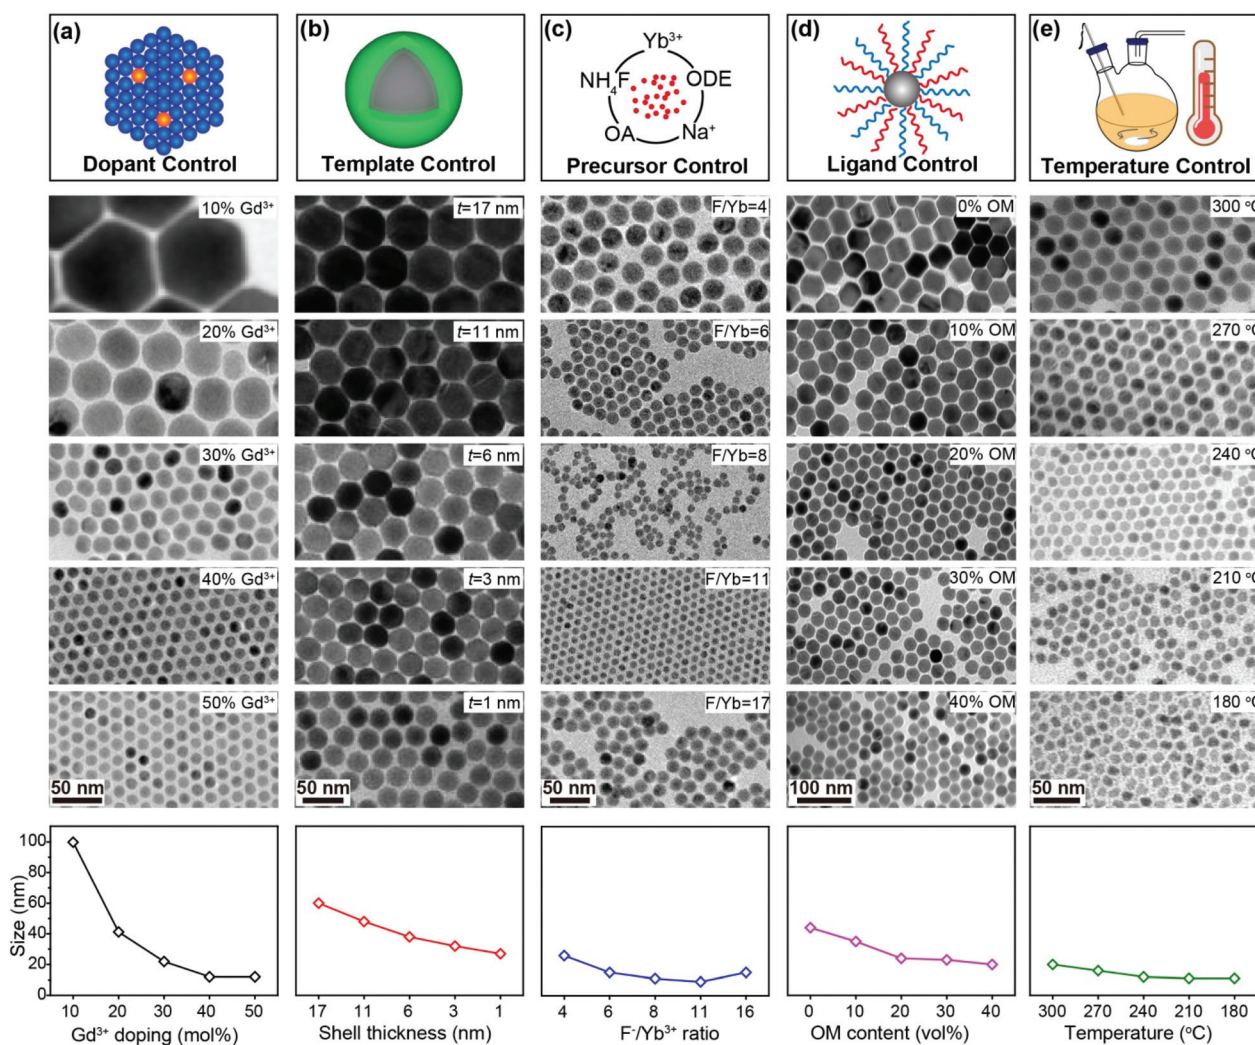 (a)
Dopant Control
(b)
Template Control
(c)
Yb³⁺
NH₄F
ODE
OA
Na⁺
Precursor Control
(d)
Ligand Control
(e)
Temperature Control
10% Gd³⁺
20% Gd³⁺
30% Gd³⁺
40% Gd³⁺
50% Gd³⁺
50 nm
t=17 nm
t=11 nm
t=6 nm
t=3 nm
t=1 nm
50 nm
F/Yb=4
F/Yb=6
F/Yb=8
F/Yb=11
F/Yb=17
50 nm
0% OM
10% OM
20% OM
30% OM
40% OM
100 nm
300 °C
270 °C
240 °C
210 °C
180 °C
50 nm
Size (nm)
100
80
60
40
20
0
10 20 30 40 50
Gd³⁺ doping (mol%)
17 11 6 3 1
Shell thickness (nm)
4 6 8 11 16
F⁻/Yb³⁺ ratio
0 10 20 30 40
OM content (vol%)
300 270 240 210 180
Temperature (°C)